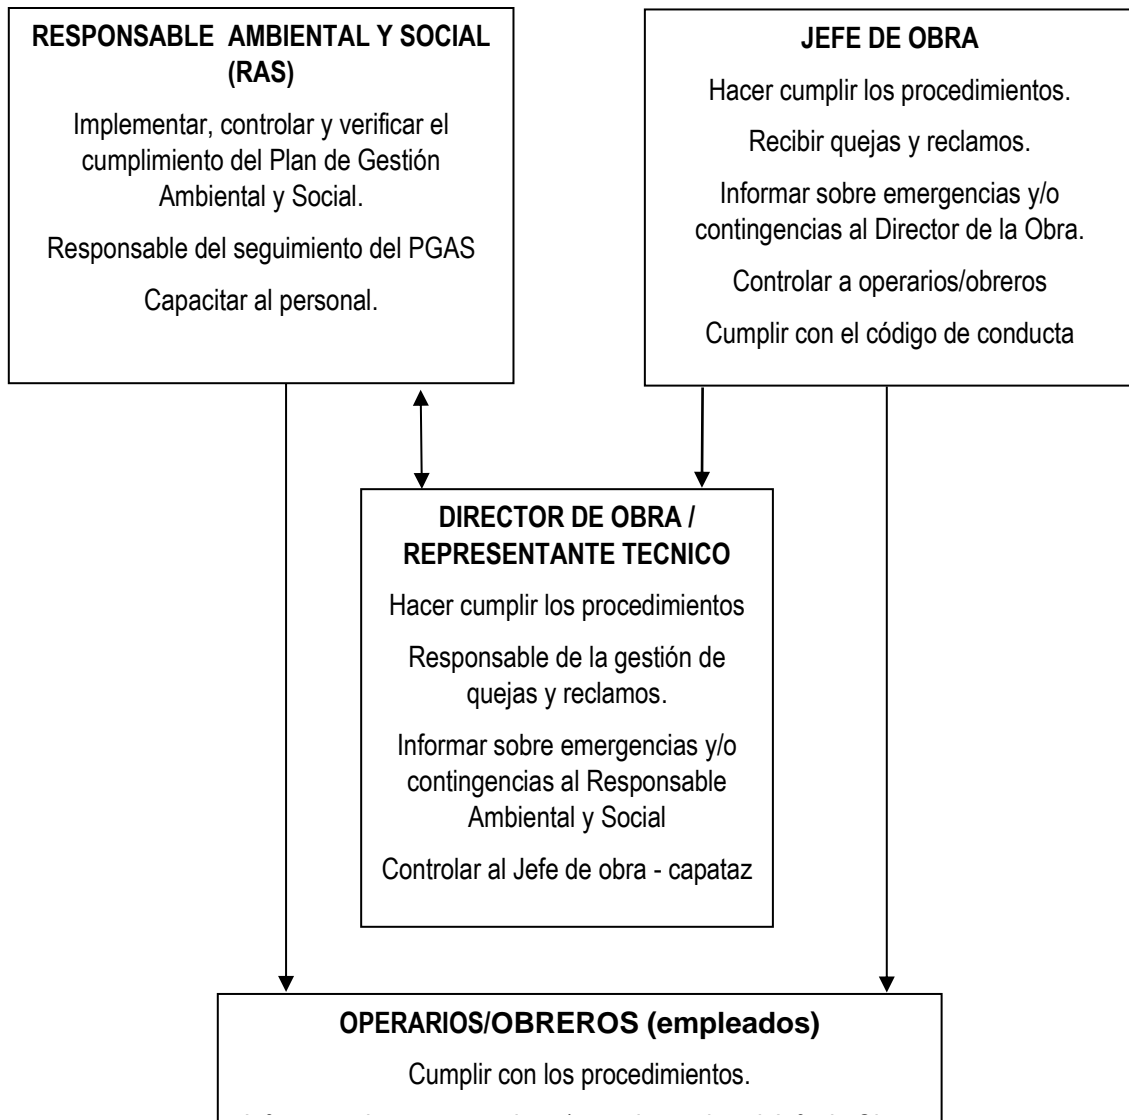 RESPONSABLE AMBIENTAL Y SOCIAL
(RAS)
Implementar, controlar y verificar el
cumplimiento del Plan de Gestión
Ambiental y Social.
Responsable del seguimiento del PGAS
Capacitar al personal.
JEFE DE OBRA
Hacer cumplir los procedimientos.
Recibir quejas y reclamos.
Informar sobre emergencias y/o
contingencias al Director de la Obra.
Controlar a operarios/obreros
Cumplir con el código de conducta
DIRECTOR DE OBRA /
REPRESENTANTE TECNICO
Hacer cumplir los procedimientos
Responsable de la gestión de
quejas y reclamos.
Informar sobre emergencias y/o
contingencias al Responsable
Ambiental y Social
Controlar al Jefe de obra - capataz
OPERARIOS/OBREROS (empleados)
Cumplir con los procedimientos.